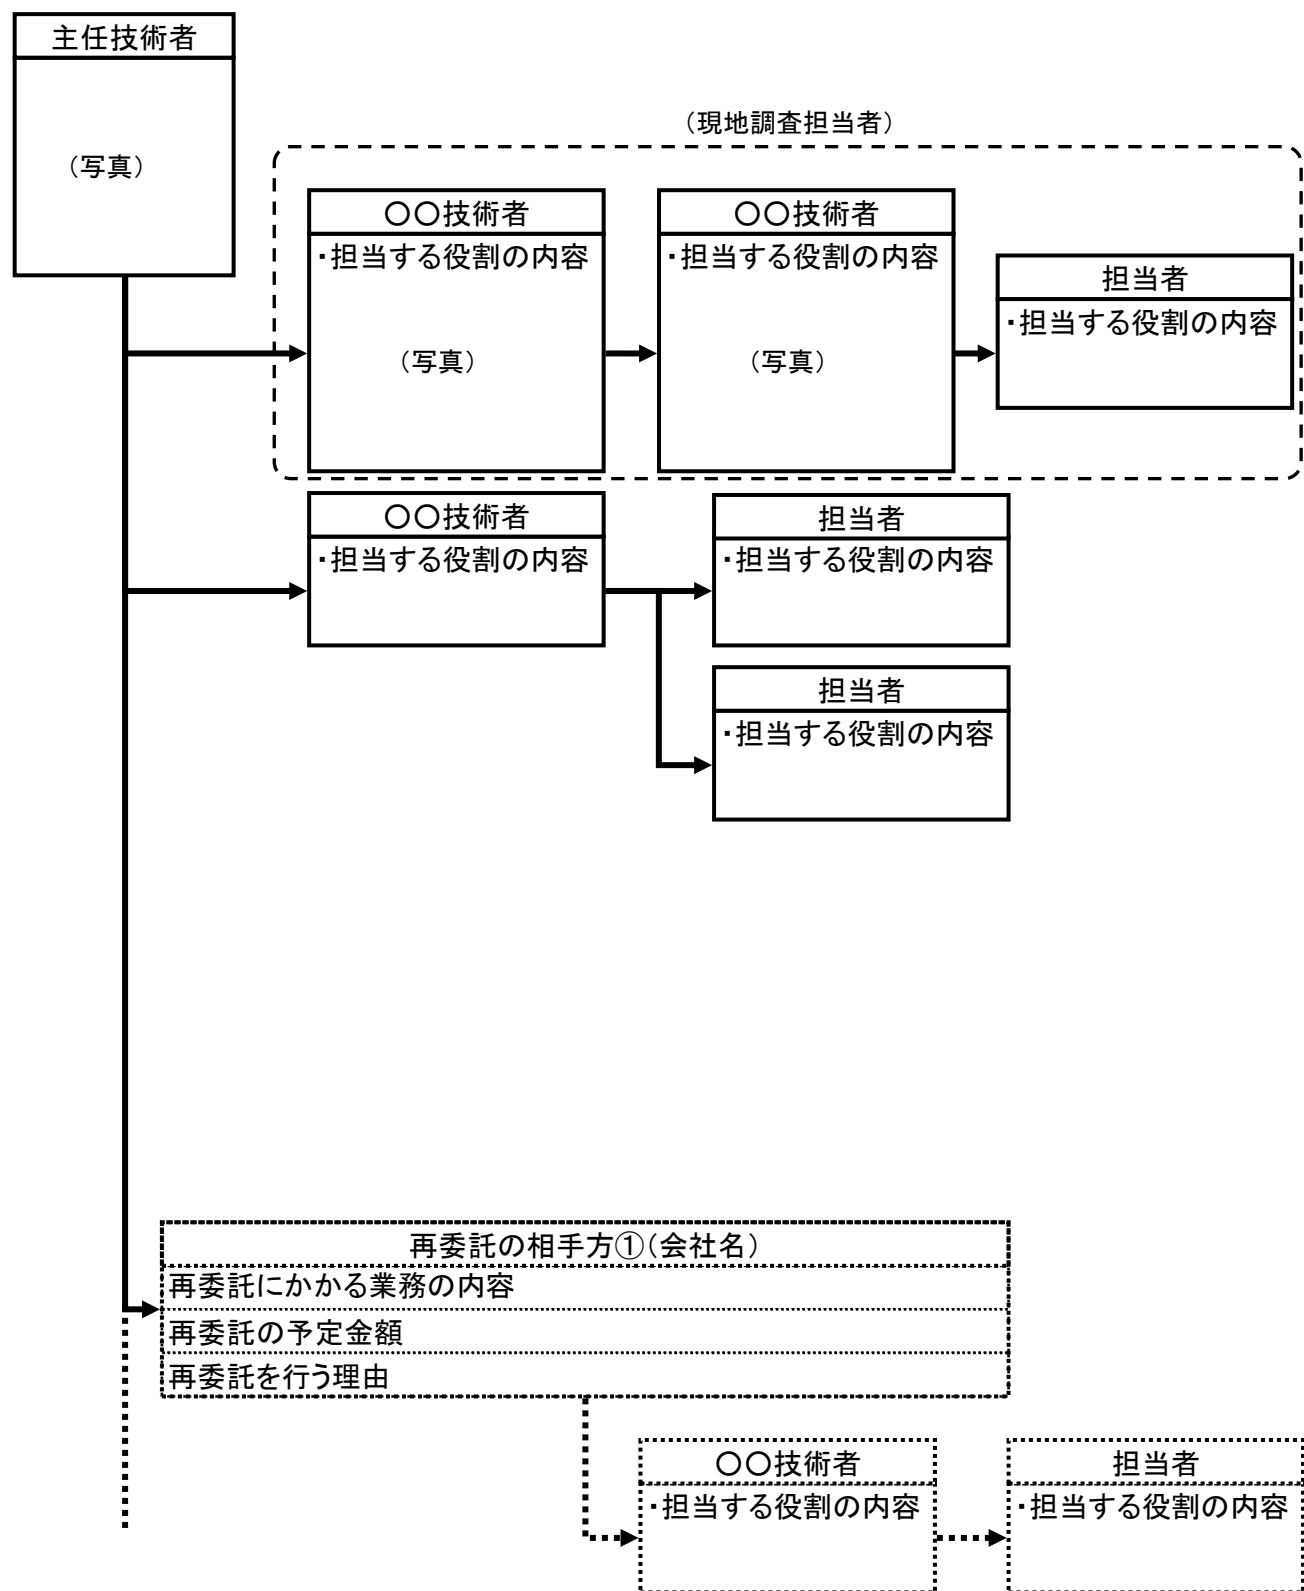 主任技術者
（写真）
（現地調査担当者）
〇〇技術者
・担当する役割の内容
（写真）
〇〇技術者
・担当する役割の内容
（写真）
担当者
・担当する役割の内容
〇〇技術者
・担当する役割の内容
担当者
・担当する役割の内容
担当者
・担当する役割の内容
再委託の相手方①（会社名）
再委託にかかる業務の内容
再委託の予定金額
再委託を行う理由
〇〇技術者
・担当する役割の内容
担当者
・担当する役割の内容